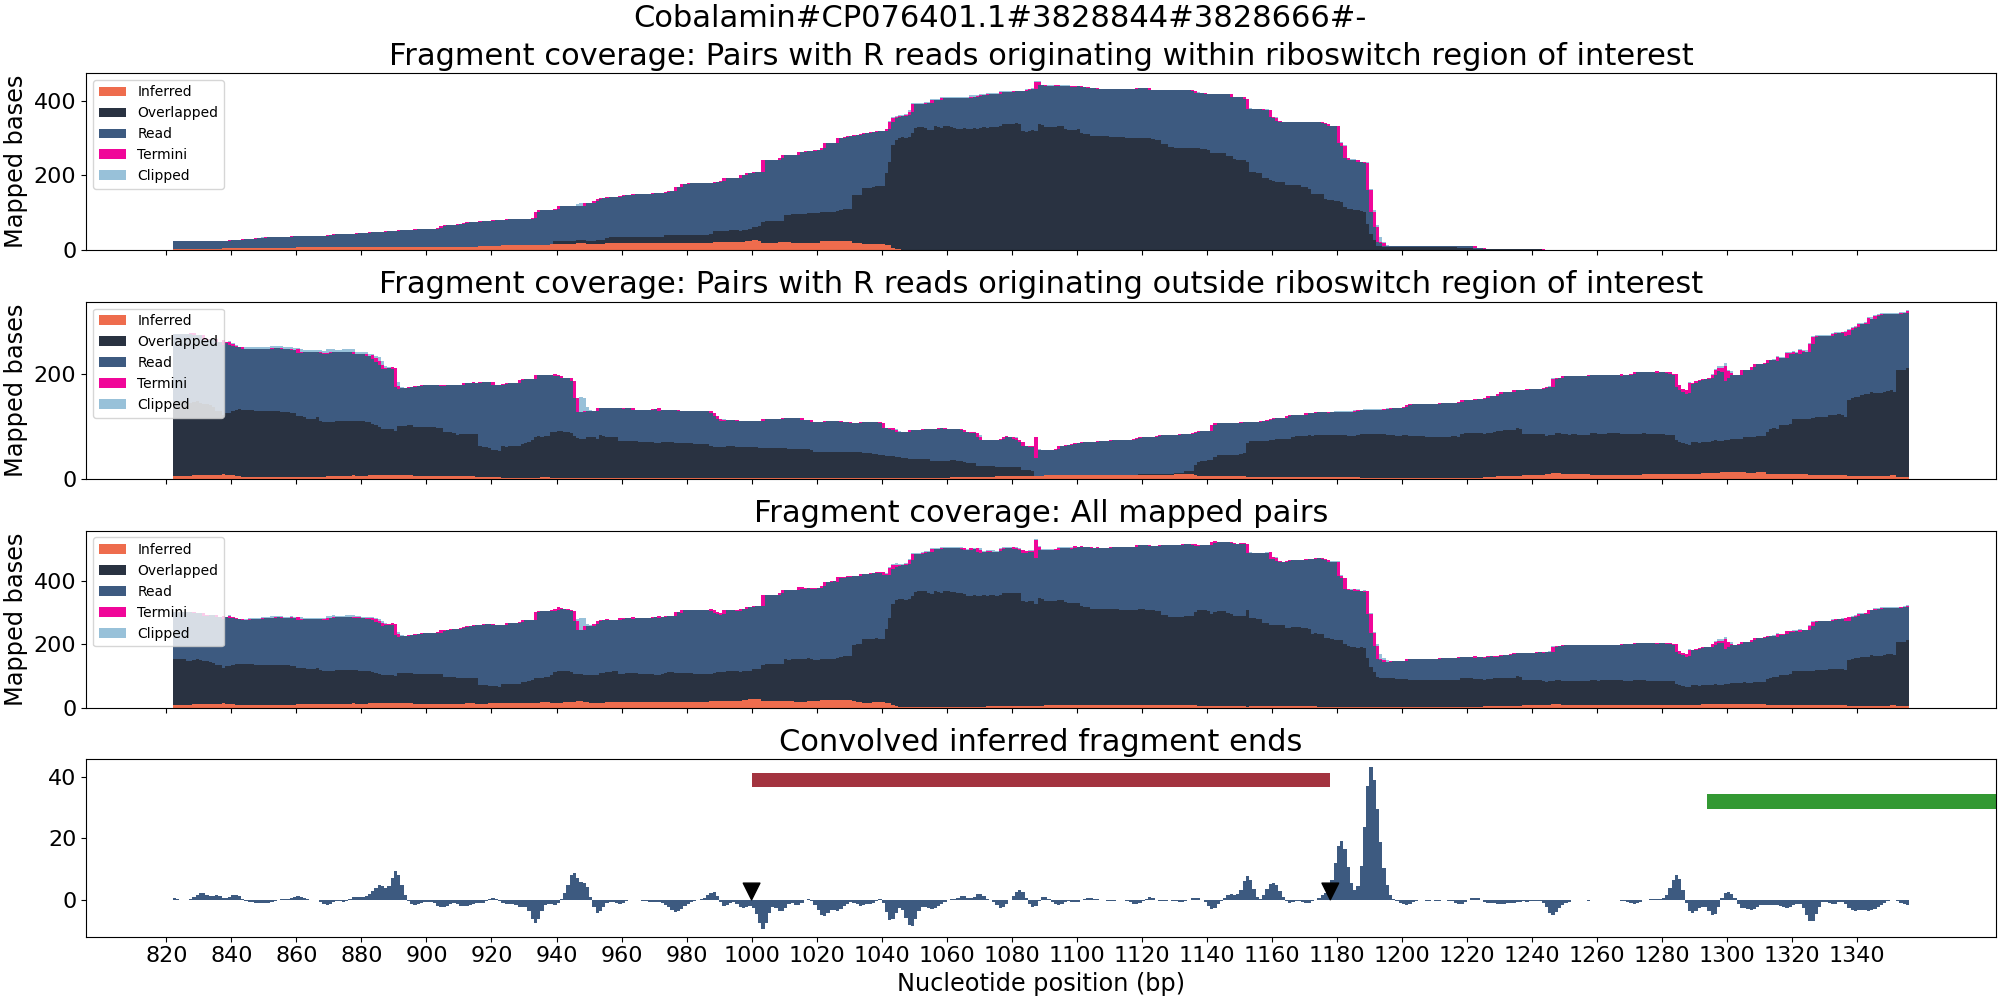 Cobalamin#CP076401.1#3828844#3828666#-
Fragment coverage: Pairs with R reads originating within riboswitch region of interest
Mapped bases
400
200
0
Inferred
Overlapped
Read
Termini
Clipped
Fragment coverage: Pairs with R reads originating outside riboswitch region of interest
Mapped bases
200
0
Inferred
Overlapped
Read
Termini
Clipped
Fragment coverage: All mapped pairs
Mapped bases
400
200
0
Inferred
Overlapped
Read
Termini
Clipped
Convolved inferred fragment ends
40
20
0
820 840 860 880 900 920 940 960 980 1000 1020 1040 1060 1080 1100 1120 1140 1160 1180 1200 1220 1240 1260 1280 1300 1320 1340
Nucleotide position (bp)